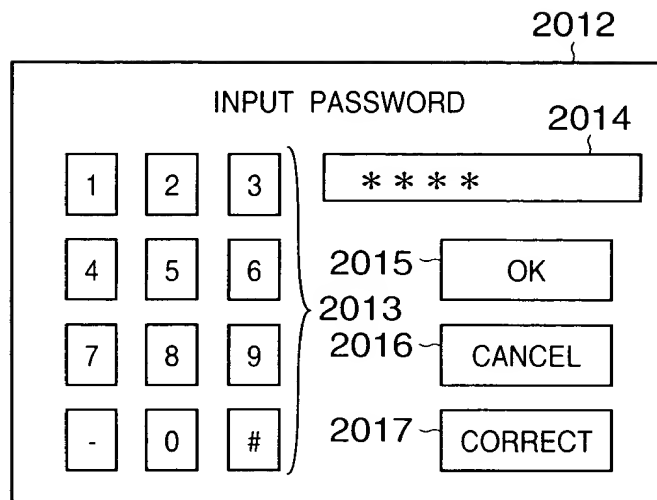 2012
INPUT PASSWORD
2014
1 2 3 * * * *
4 5 6 2015 OK
2013
7 8 9 2016 CANCEL
- 0 # 2017 CORRECT